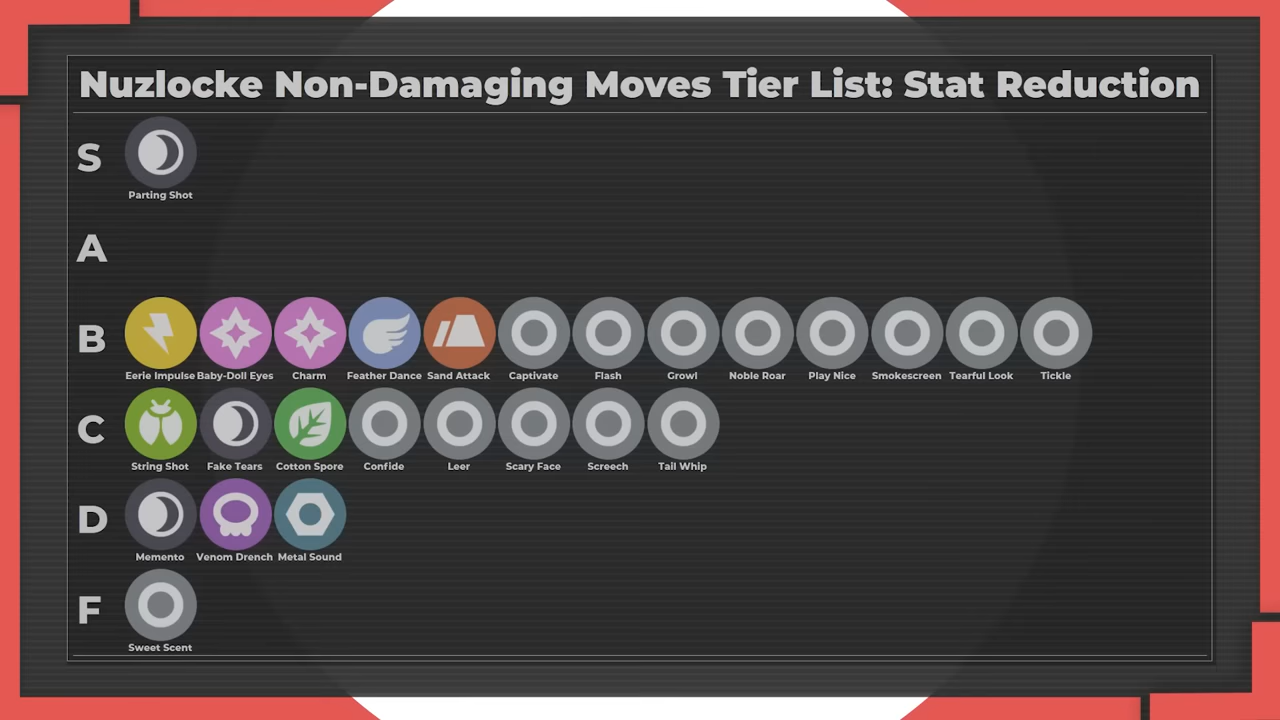 Nuzlocke Non-Damaging Moves Tier List: Stat Reduction
S
Parting Shot
A
B
Eerie Impulse Baby-Doll Eyes Charm Feather Dance Sand Attack Captivate Flash Growl Noble Roar Play Nice Smokescreen Tearful Look Tickle
C
String Shot Fake Tears Cotton Spore Confide Leer Scary Face Screech Tail Whip
D
Memento Venom Drench Metal Sound
F
Sweet Scent